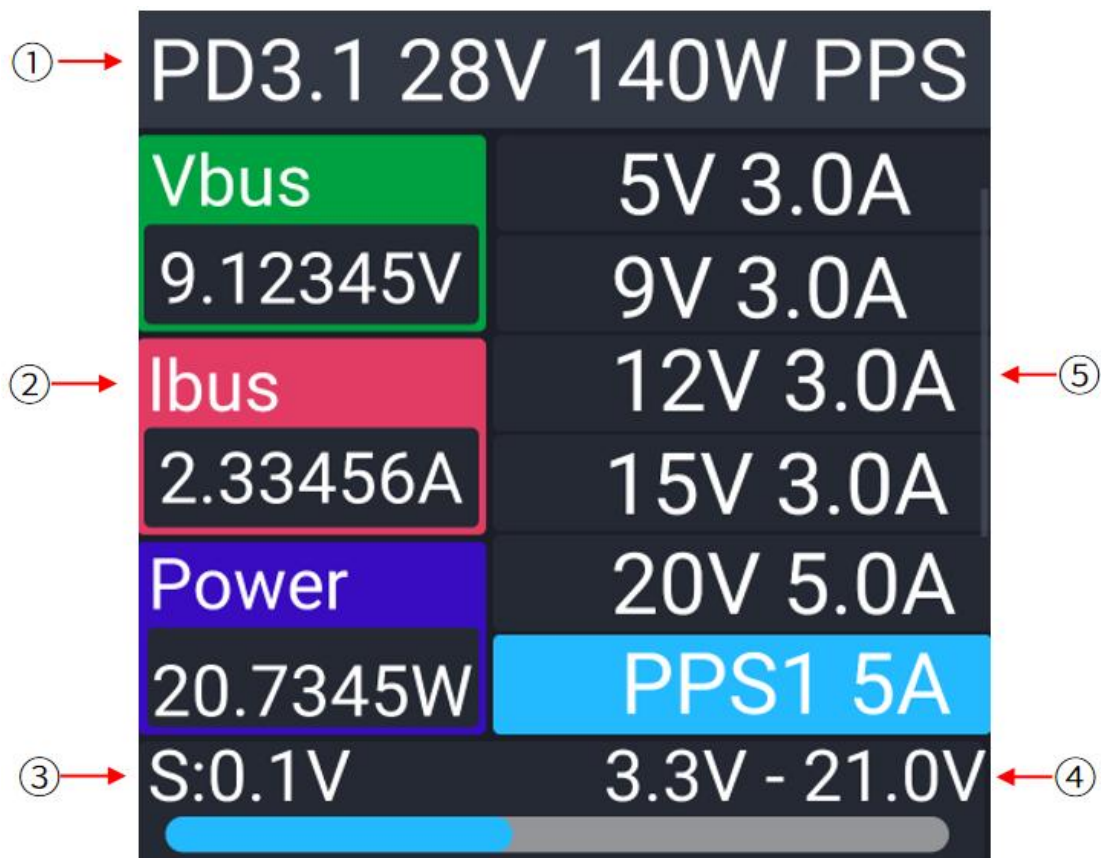 ① PD3.1 28V 140W PPS
Vbus
9.12345V
② Ibus
2.33456A
Power
20.7345W
5V 3.0A
9V 3.0A
12V 3.0A ⑤
15V 3.0A
20V 5.0A
PPS1 5A
③ S:0.1V
3.3V - 21.0V ④